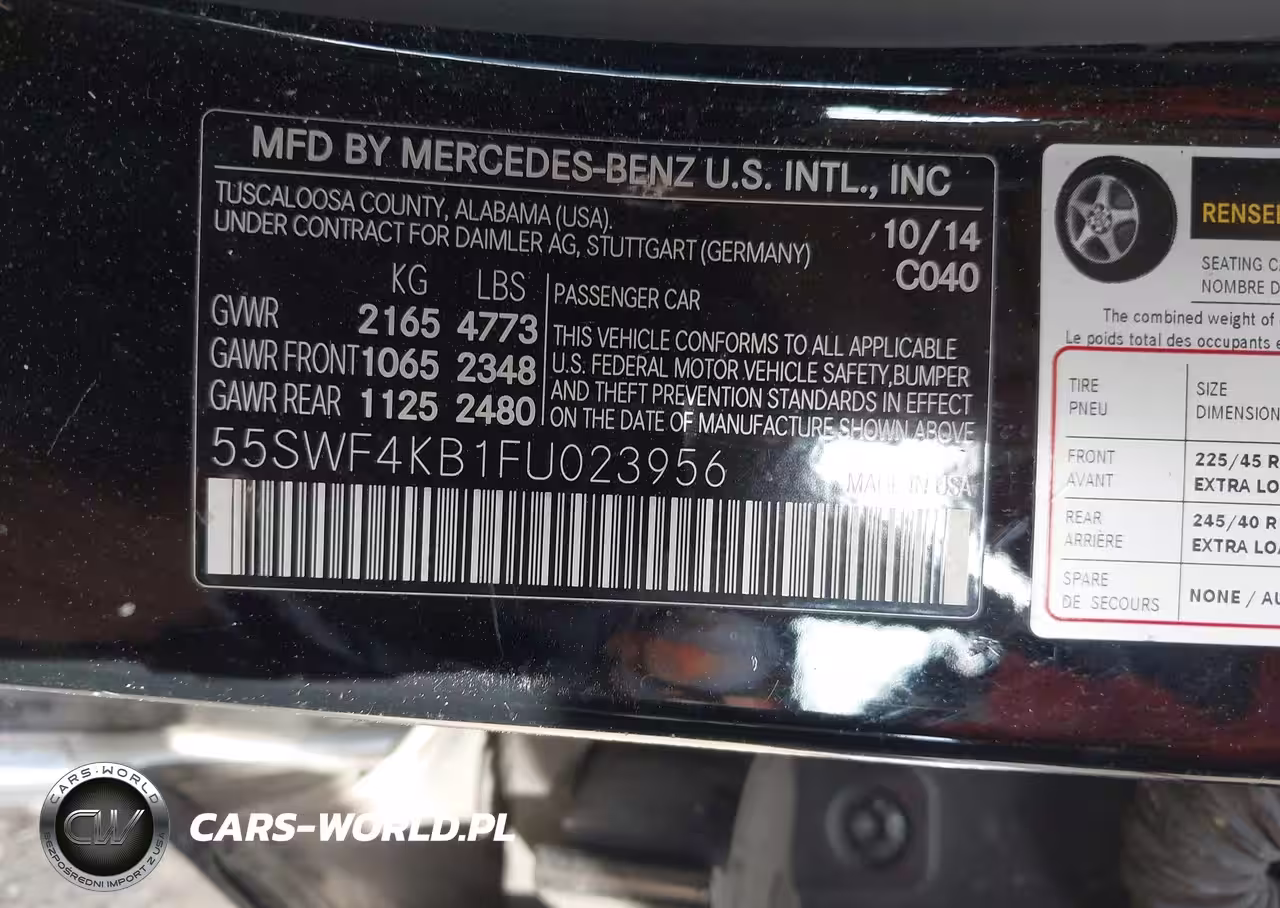 MFD BY MERCEDES-BENZ U.S. INTL., INC
TUSCALOOSA COUNTY, ALABAMA (USA).
UNDER CONTRACT FOR DAIMLER AG, STUTTGART (GERMANY)
10/14
C040
KG LBS
GVWR 2165 4773
GAWR FRONT 1065 2348
GAWR REAR 1125 2480
PASSENGER CAR
THIS VEHICLE CONFORMS TO ALL APPLICABLE
U.S. FEDERAL MOTOR VEHICLE SAFETY, BUMPER
AND THEFT PREVENTION STANDARDS IN EFFECT
ON THE DATE OF MANUFACTURE SHOWN ABOVE
55SWF4KB1FU023956
MADE IN USA
SEATING
NOMBRE
The combined weight of
Le poids total des occupants
TIRE
PNEU
SIZE
DIMENSION
FRONT
AVANT
225/45 R
EXTRA
REAR
ARRIÈRE
245/40
EXTRA
SPARE
DE SECOURS
NONE /
CARS-WORLD
CW
BEZPOŚREDNI IMPORT Z USA
CARS-WORLD.PL